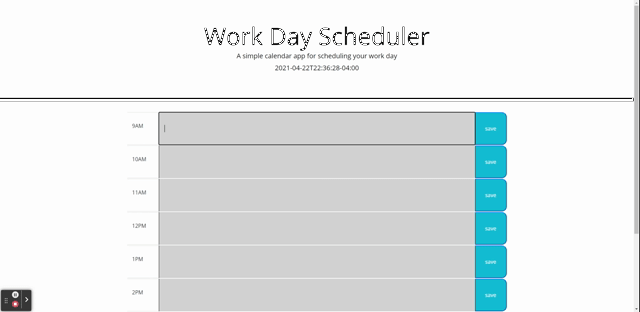 Work Day Scheduler
A simple calendar app for scheduling your work day
2021-04-22T22:36:28-04:00
9AM save
10AM save
11AM save
12PM save
1PM save
2PM save